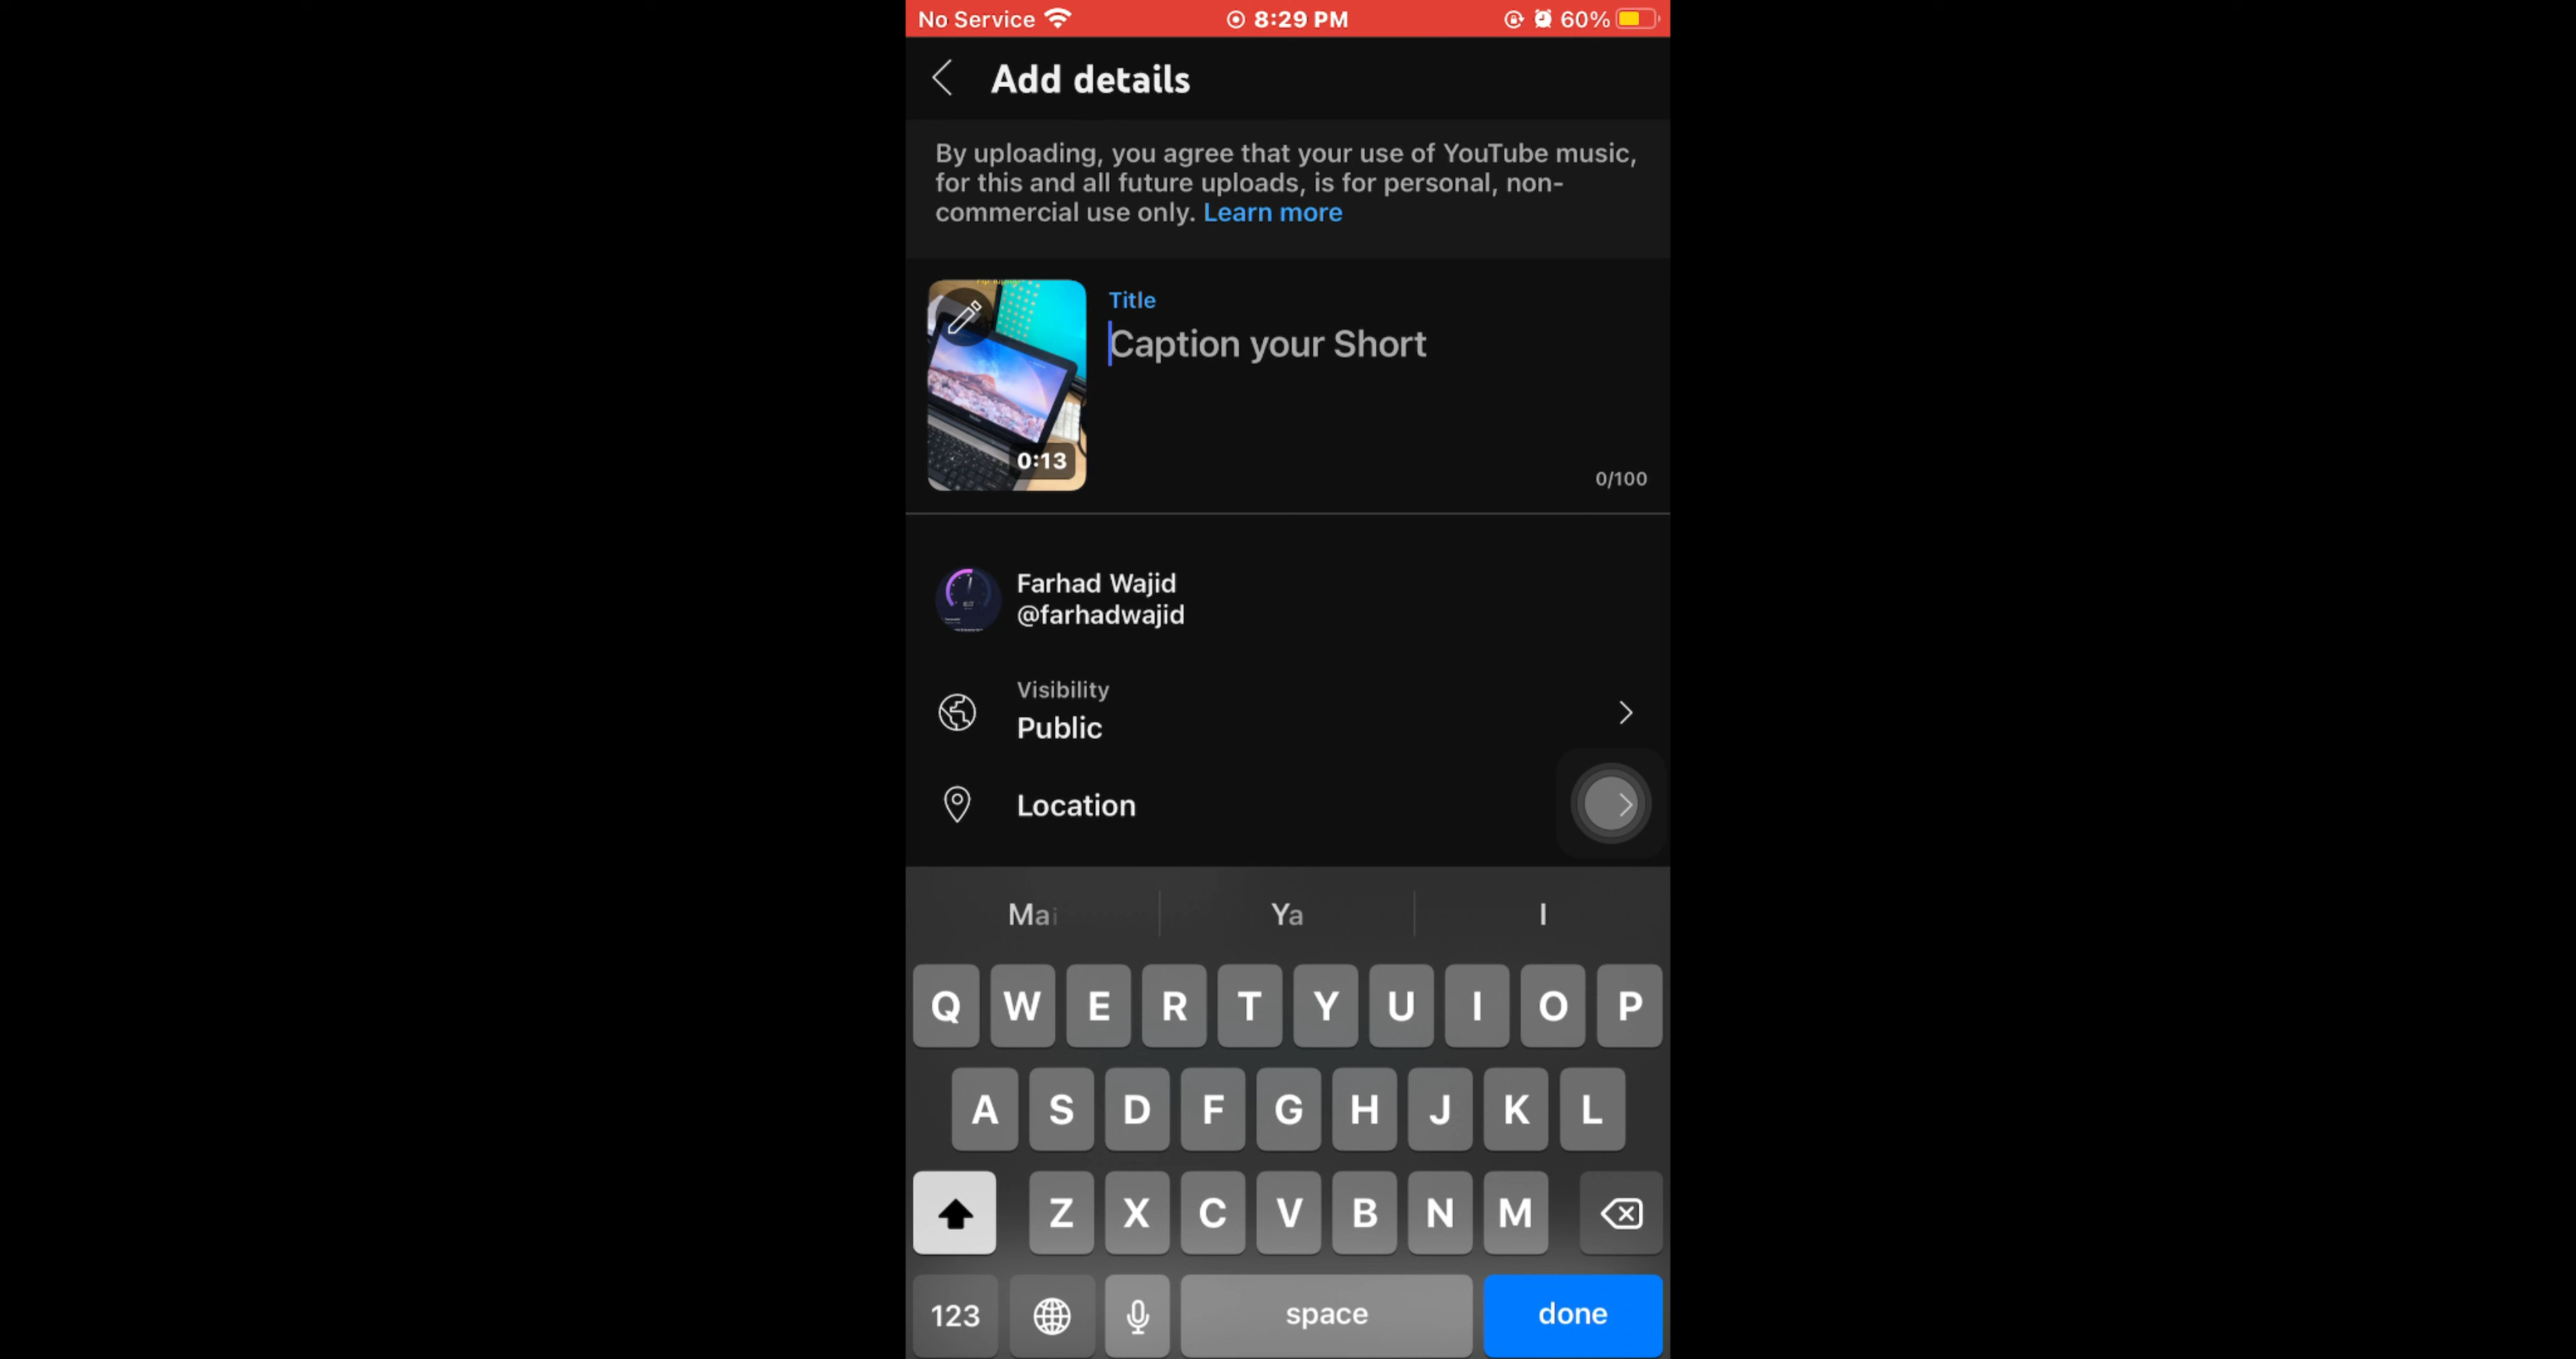 No Service 8:29 PM 60%
Add details
By uploading, you agree that your use of YouTube music,
for this and all future uploads, is for personal, non-
commercial use only. Learn more
Title
Caption your Short
0:13
0/100
Farhad Wajid
@farhadwajid
Visibility
Public
Location
Mai Ya I
Q W E R T Y U I O P
A S D F G H J K L
Z X C V B N M
123 space done